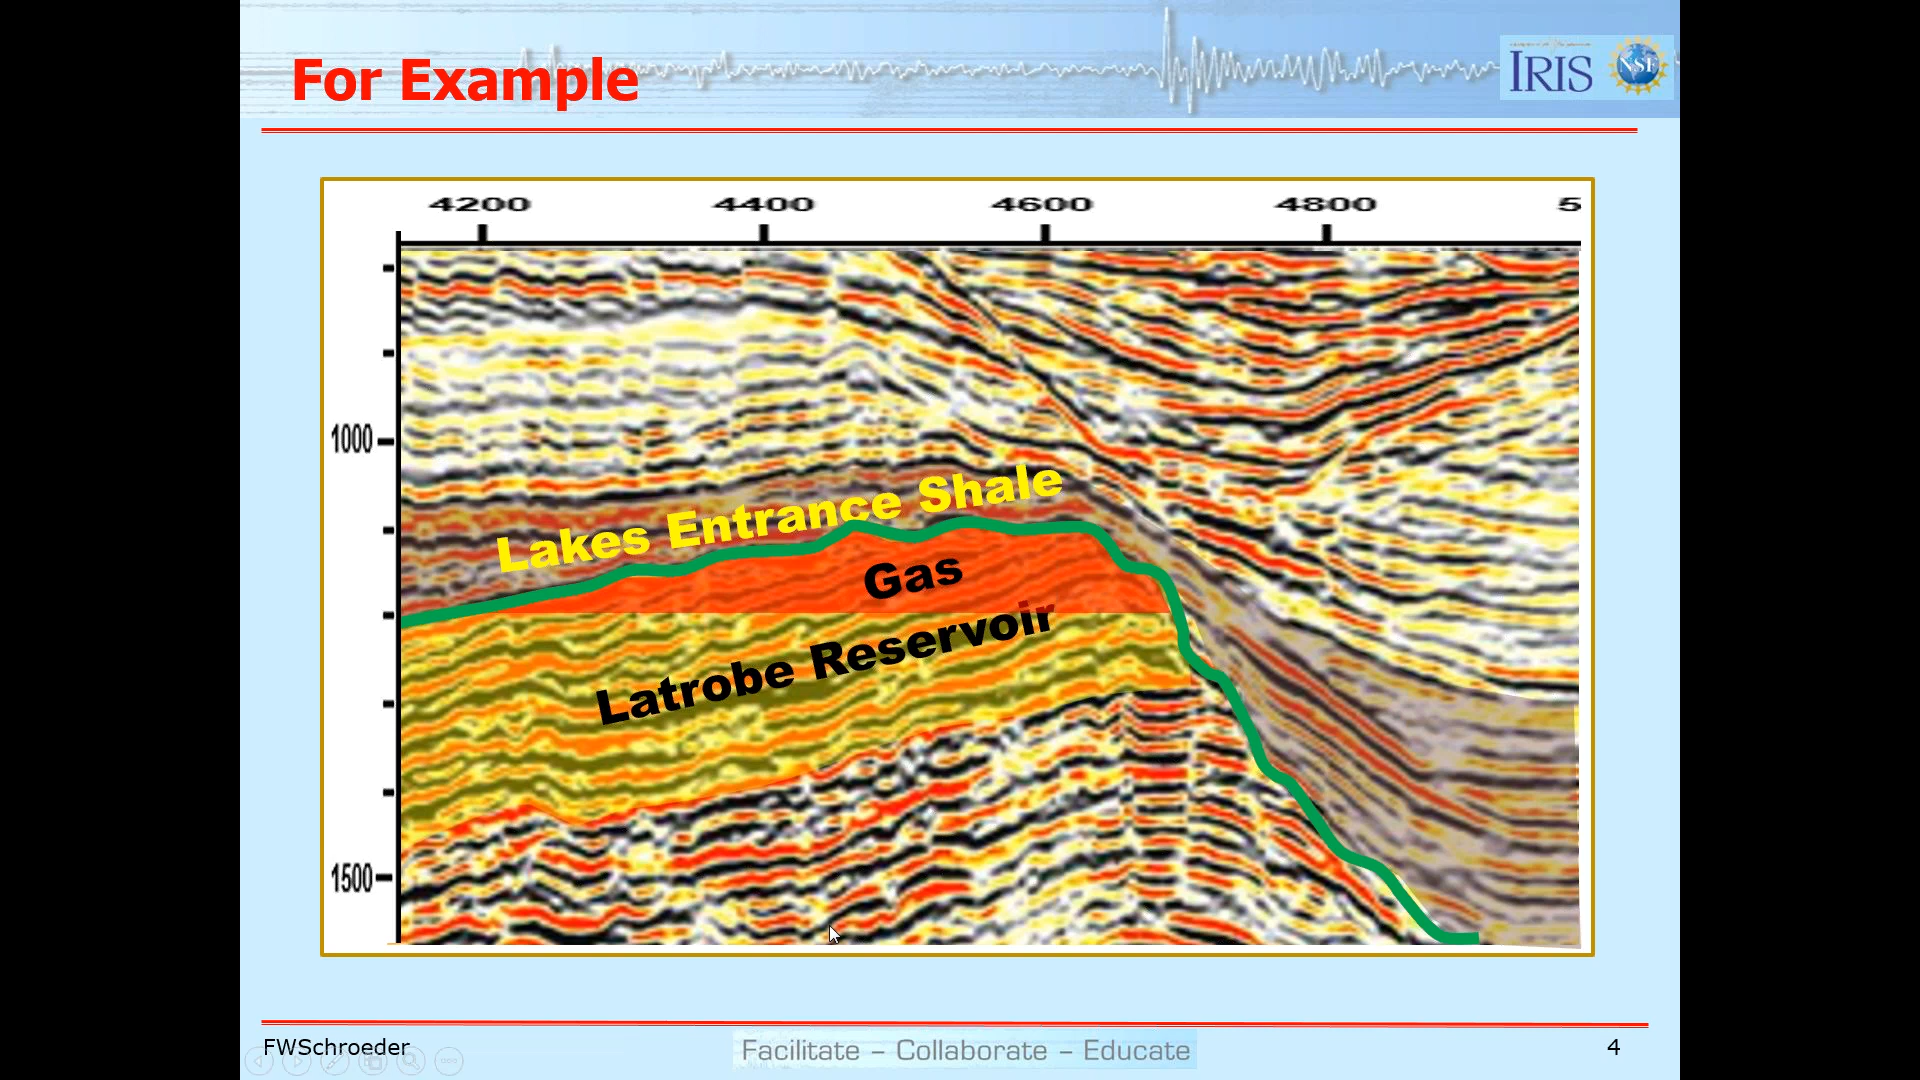 For Example
IRIS
NSF
4200 4400 4600 4800 5
1000
Lakes Entrance Shale
Gas
Latrobe Reservoir
1500
FWSchroeder
Facilitate – Collaborate – Educate
4